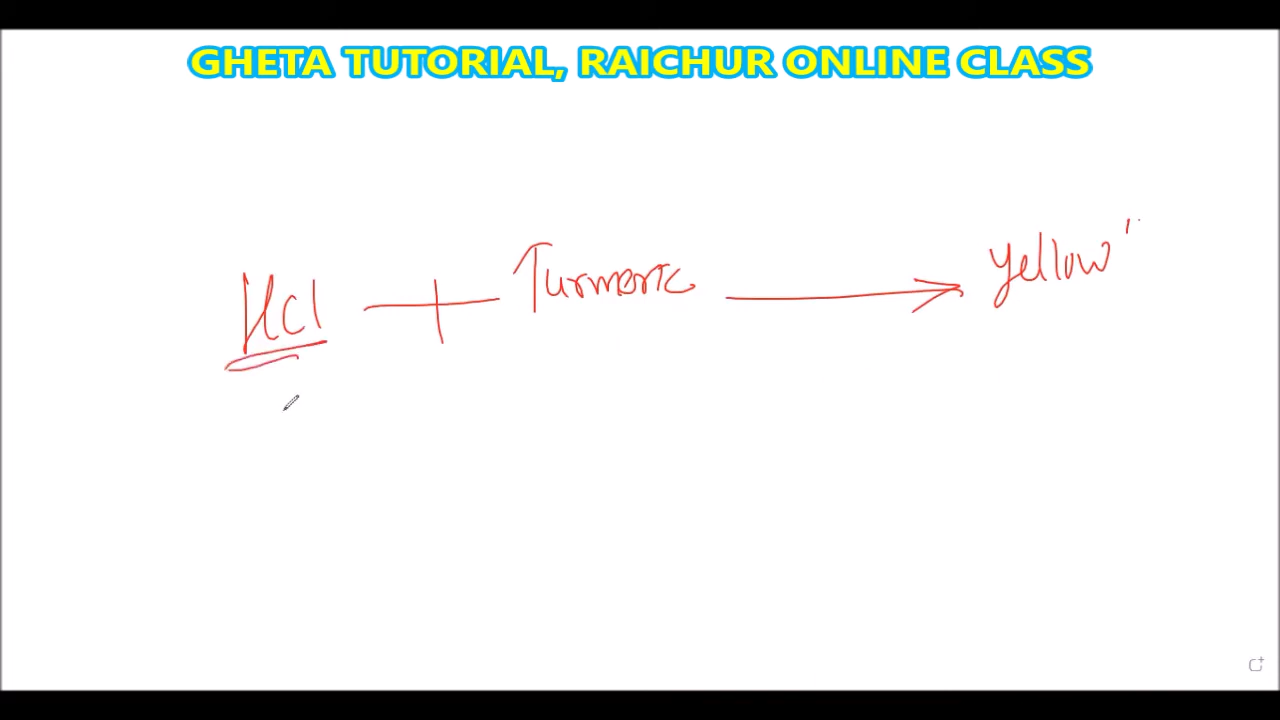 GHETA TUTORIAL, RAICHUR ONLINE CLASS
HCl + Turmeric → Yellow"